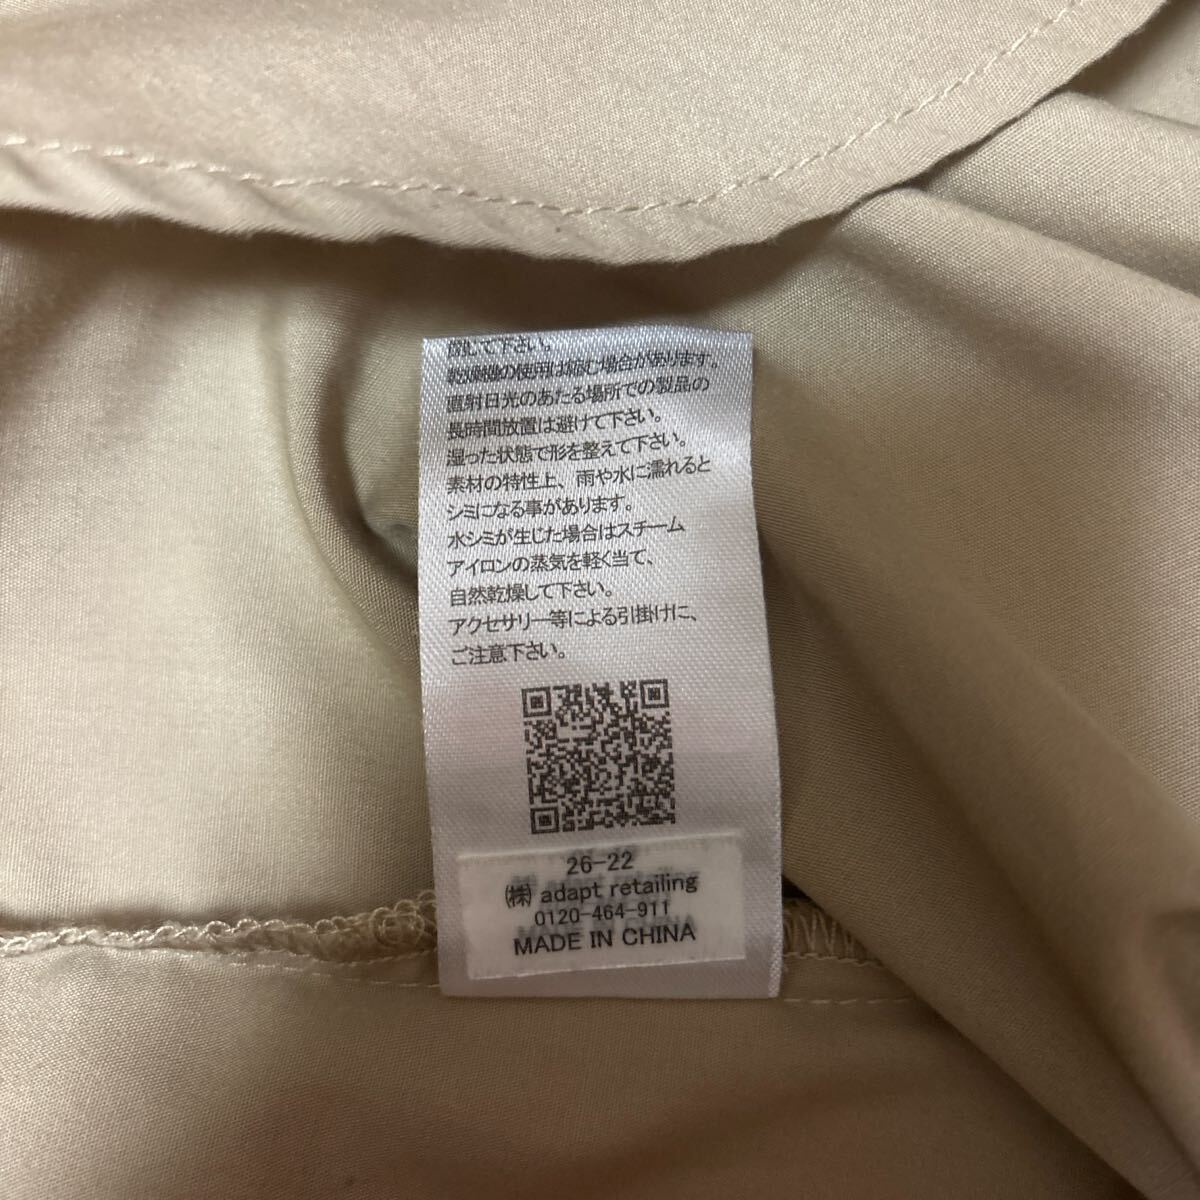 して下さい。
乾燥機の使用は縮む場合があります。
直射日光のあたる場所での製品の
長時間放置は避けて下さい。
湿った状態で形を整えて下さい。
素材の特性上、雨や水に濡れると
シミになる事があります。
水シミが生じた場合はスチーム
アイロンの蒸気を軽く当て、
自然乾燥して下さい。
アクセサリー等による引掛けに、
ご注意下さい。
26-22
㈱ adapt retailing
0120-464-911
MADE IN CHINA